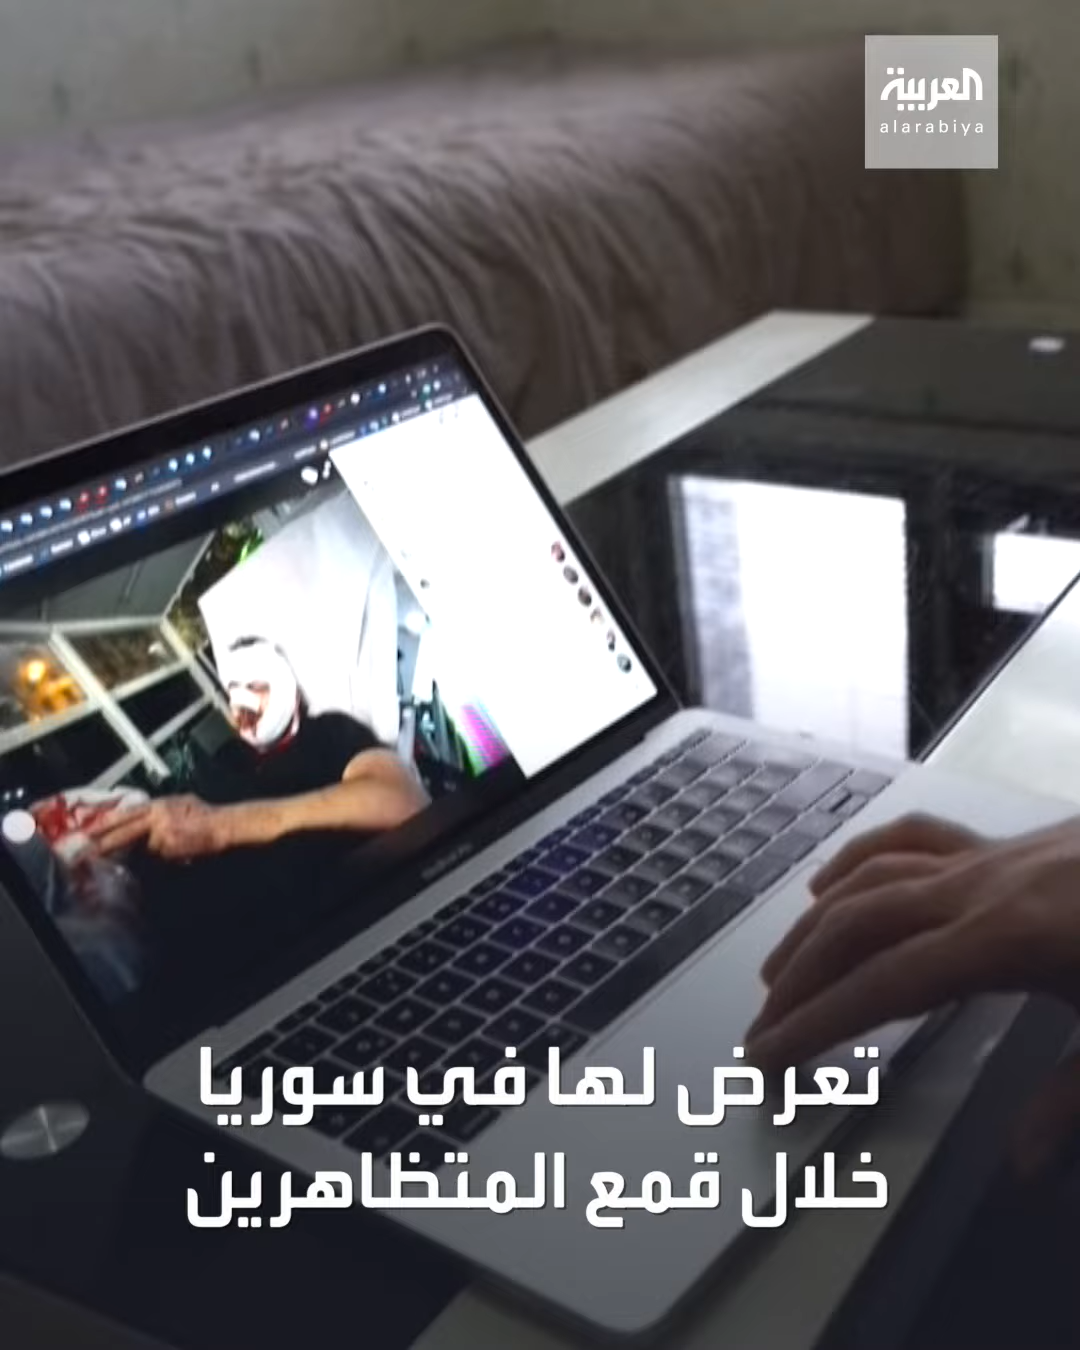 العربية
alarabiya
تعرض لها في سوريا
خلال قمع المتظاهرين